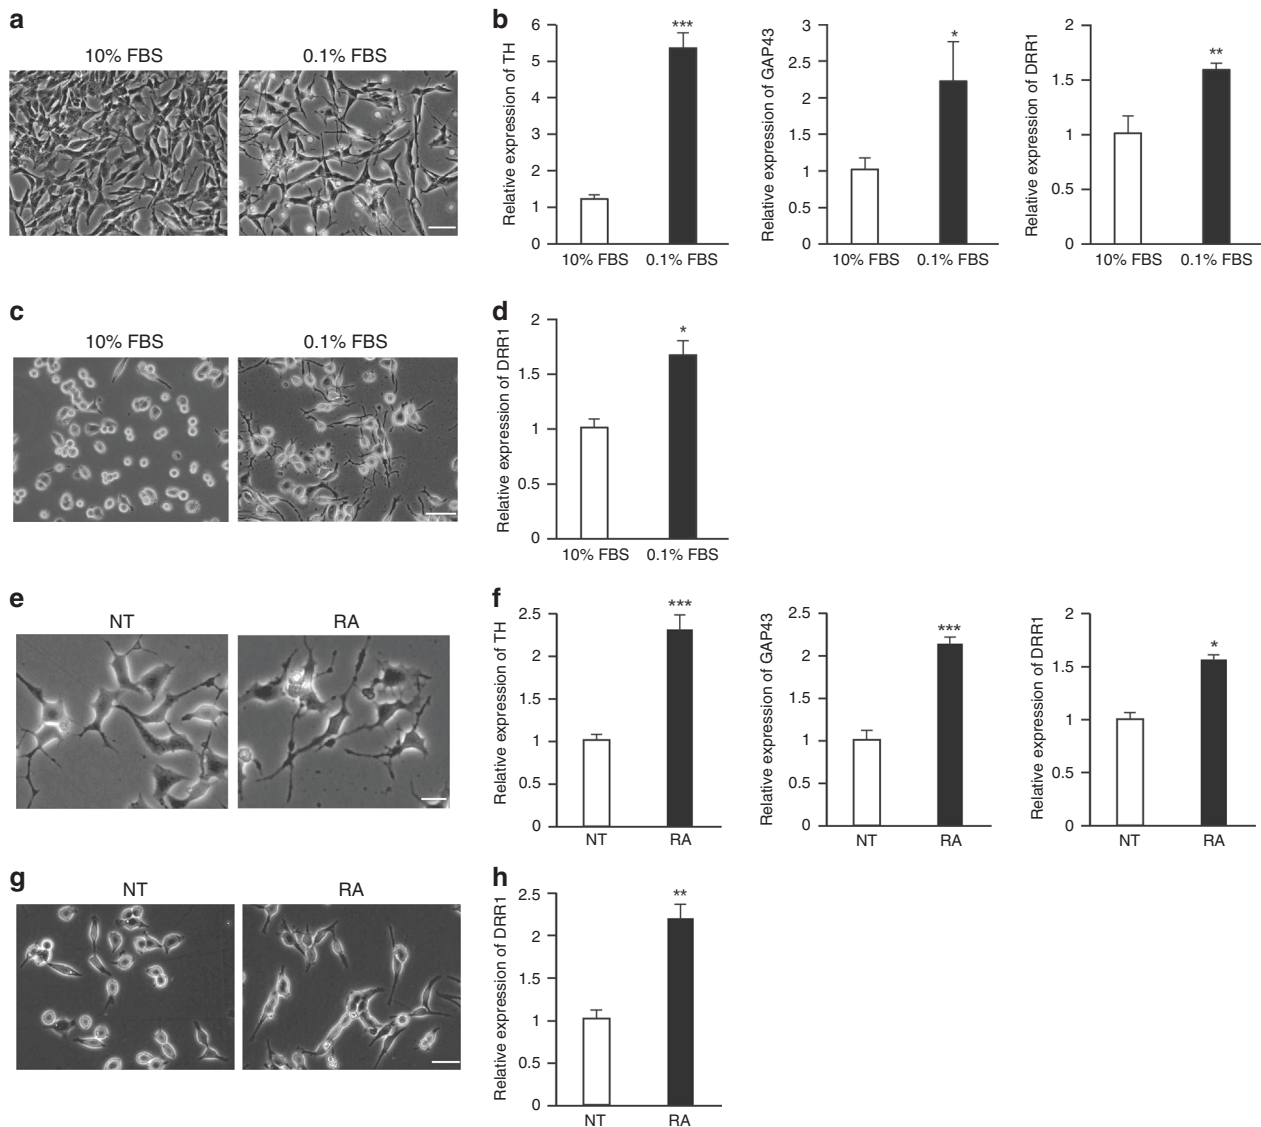 a
10% FBS
0.1% FBS
b
Relative expression of TH
6
5
4
3
2
1
0
***
10% FBS
0.1% FBS
Relative expression of GAP43
3
2.5
2
1.5
1
0.5
0
*
10% FBS
0.1% FBS
Relative expression of DRR1
2
1.5
1
0.5
0
**
10% FBS
0.1% FBS
c
10% FBS
0.1% FBS
d
Relative expression of DRR1
2
1.5
1
0.5
0
*
10% FBS
0.1% FBS
e
NT
RA
f
Relative expression of TH
2.5
2
1.5
1
0.5
0
***
NT
RA
Relative expression of GAP43
2.5
2
1.5
1
0.5
0
***
NT
RA
Relative expression of DRR1
2
1.5
1
0.5
0
*
NT
RA
g
NT
RA
h
Relative expression of DRR1
2.5
2
1.5
1
0.5
0
**
NT
RA